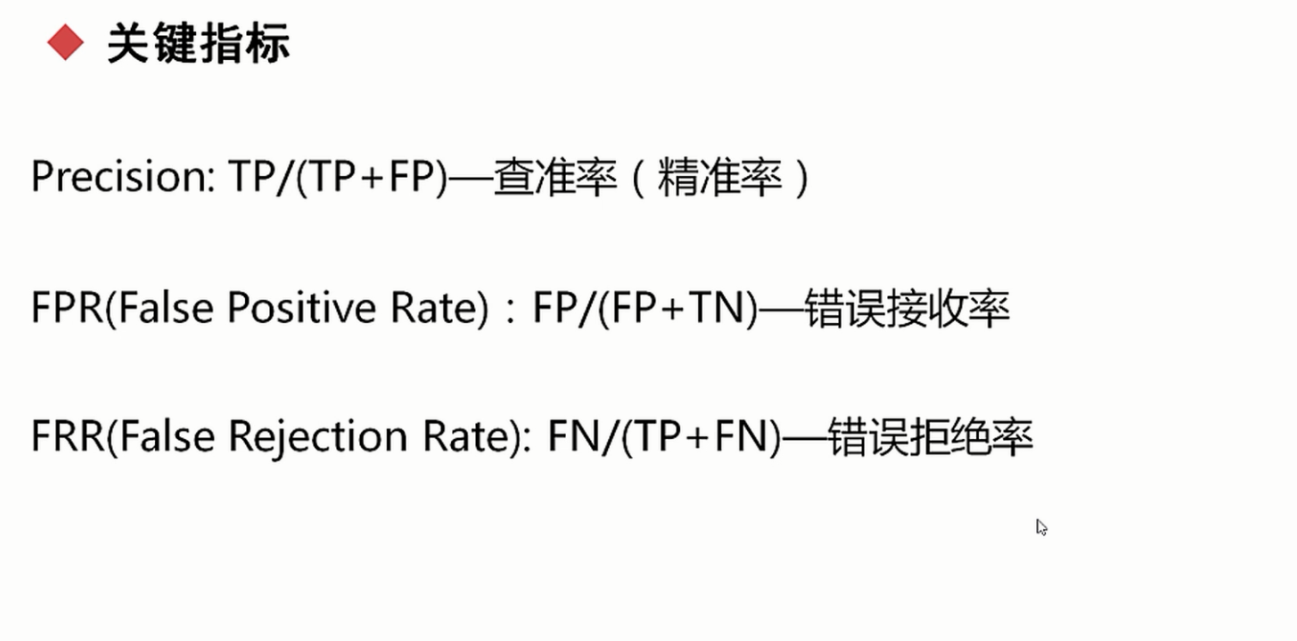 关键指标
Precision: TP/(TP+FP)—查准率（精准率）
FPR(False Positive Rate)：FP/(FP+TN)—错误接收率
FRR(False Rejection Rate): FN/(TP+FN)—错误拒绝率